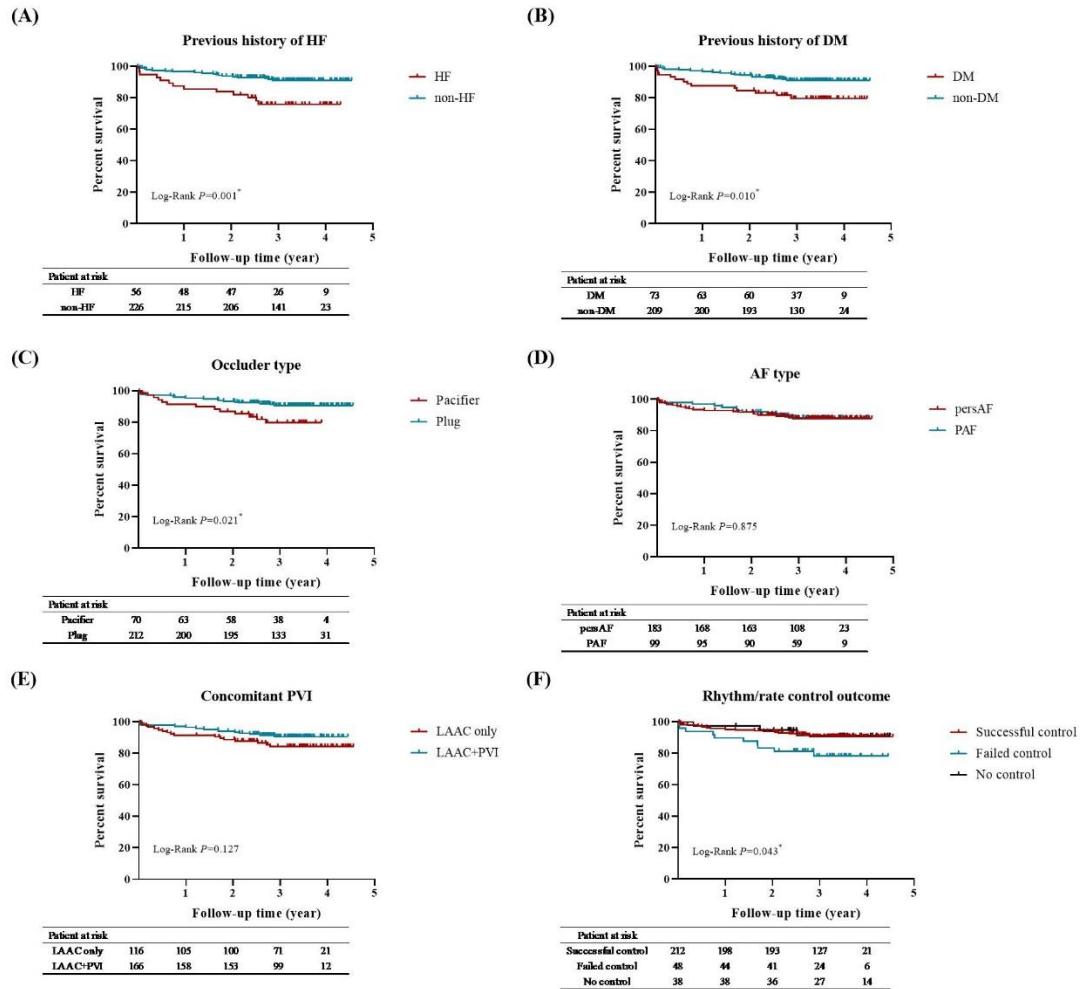 (A)
Previous history of HF
Percent survival
100
80
60
40
20
0
HF
non-HF
Log-Rank P=0.001*
1 2 3 4 5
Follow-up time (year)
Patient at risk
HF 56 48 47 26 9
non-HF 226 215 206 141 23
(B)
Previous history of DM
Percent survival
100
80
60
40
20
0
DM
non-DM
Log-Rank P=0.010*
1 2 3 4 5
Follow-up time (year)
Patient at risk
DM 73 63 60 37 9
non-DM 209 200 193 130 24
(C)
Occluder type
Percent survival
100
80
60
40
20
0
Pacifier
Plug
Log-Rank P=0.021*
1 2 3 4 5
Follow-up time (year)
Patient at risk
Pacifier 70 63 58 38 4
Plug 212 200 195 133 31
(D)
AF type
Percent survival
100
80
60
40
20
0
persAF
PAF
Log-Rank P=0.875
1 2 3 4 5
Follow-up time (year)
Patient at risk
persAF 183 168 163 108 23
PAF 99 95 90 59 9
(E)
Concomitant PVI
Percent survival
100
80
60
40
20
0
LAAC only
LAAC+PVI
Log-Rank P=0.127
1 2 3 4 5
Follow-up time (year)
Patient at risk
LAAC only 116 105 100 71 21
LAAC+PVI 166 158 153 99 12
(F)
Rhythm/rate control outcome
Percent survival
100
80
60
40
20
0
Successful control
Failed control
No control
Log-Rank P=0.043*
1 2 3 4 5
Follow-up time (year)
Patient at risk
Successful control 212 198 193 127 21
Failed control 48 44 41 24 6
No control 38 38 36 27 14